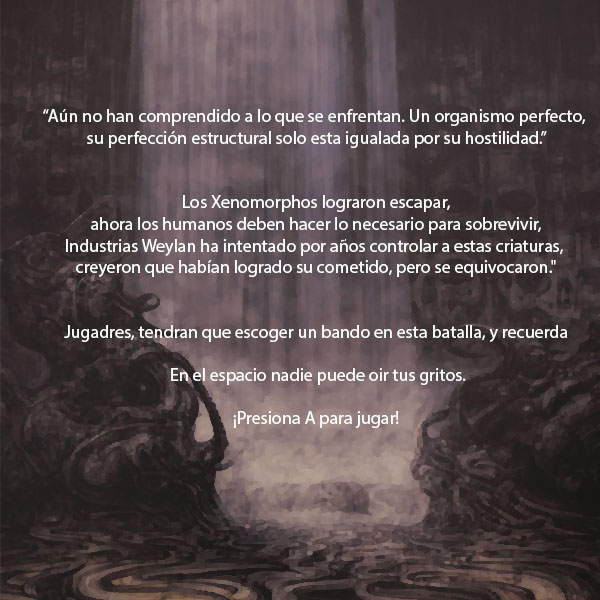 “Aún no han comprendido a lo que se enfrentan. Un organismo perfecto,
su perfección estructural solo esta igualada por su hostilidad.”
Los Xenomorphos lograron escapar,
ahora los humanos deben hacer lo necesario para sobrevivir,
Industrias Weylan ha intentado por años controlar a estas criaturas,
creyeron que habían logrado su cometido, pero se equivocaron."
Jugadres, tendran que escoger un bando en esta batalla, y recuerda
En el espacio nadie puede oir tus gritos.
¡Presiona A para jugar!